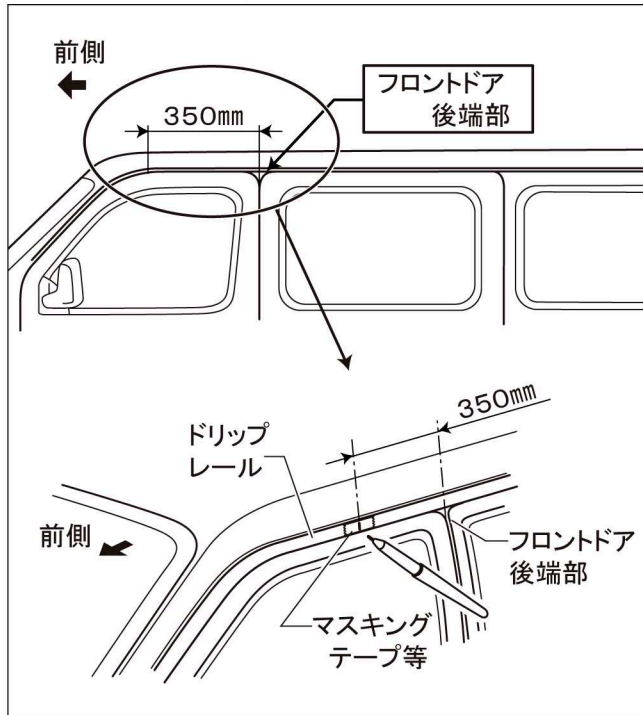 前側
350mm
フロントドア
後端部
350mm
ドリップ
レール
前側
フロントドア
後端部
マスキング
テープ等